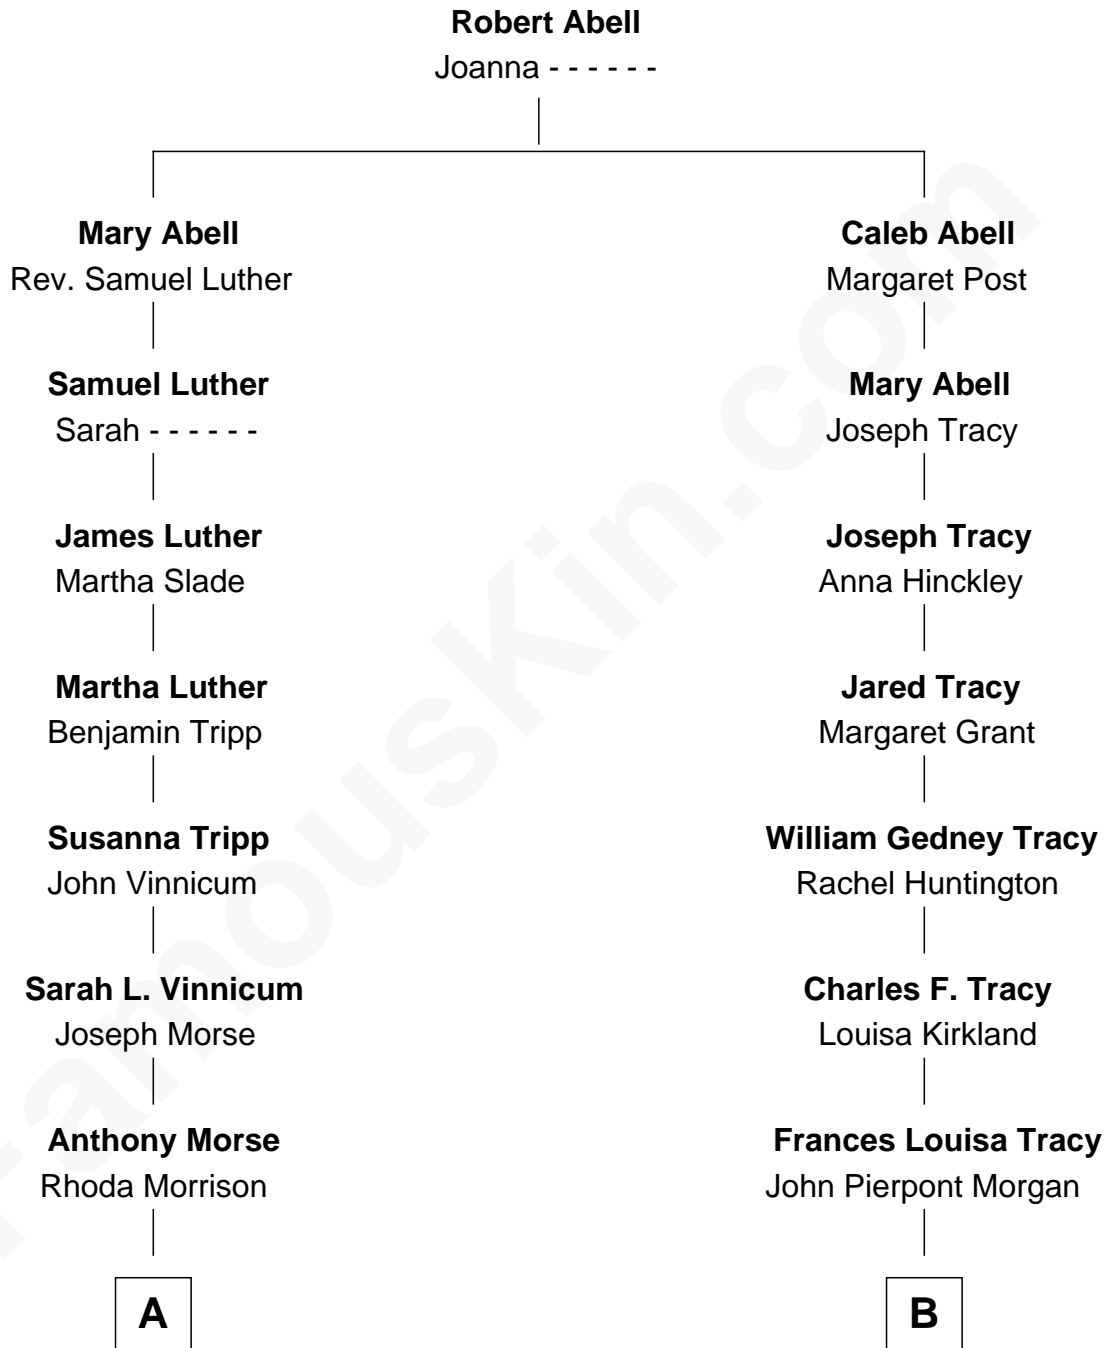 Robert Abell
Joanna - - - - - -
Mary Abell
Rev. Samuel Luther
Caleb Abell
Margaret Post
Samuel Luther
Sarah - - - - - -
Mary Abell
Joseph Tracy
James Luther
Martha Slade
Joseph Tracy
Anna Hinckley
Martha Luther
Benjamin Tripp
Jared Tracy
Margaret Grant
Susanna Tripp
John Vinnicum
William Gedney Tracy
Rachel Huntington
Sarah L. Vinnicum
Joseph Morse
Charles F. Tracy
Louisa Kirkland
Anthony Morse
Rhoda Morrison
Frances Louisa Tracy
John Pierpont Morgan
A
B
FamousKin.com